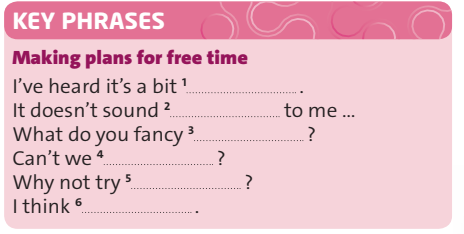 KEY PHRASES
Making plans for free time
I've heard it's a bit 1.............................. .
It doesn't sound 2.............................. to me ...
What do you fancy 3.............................. ?
Can't we 4.............................. ?
Why not try 5.............................. ?
I think 6.............................. .